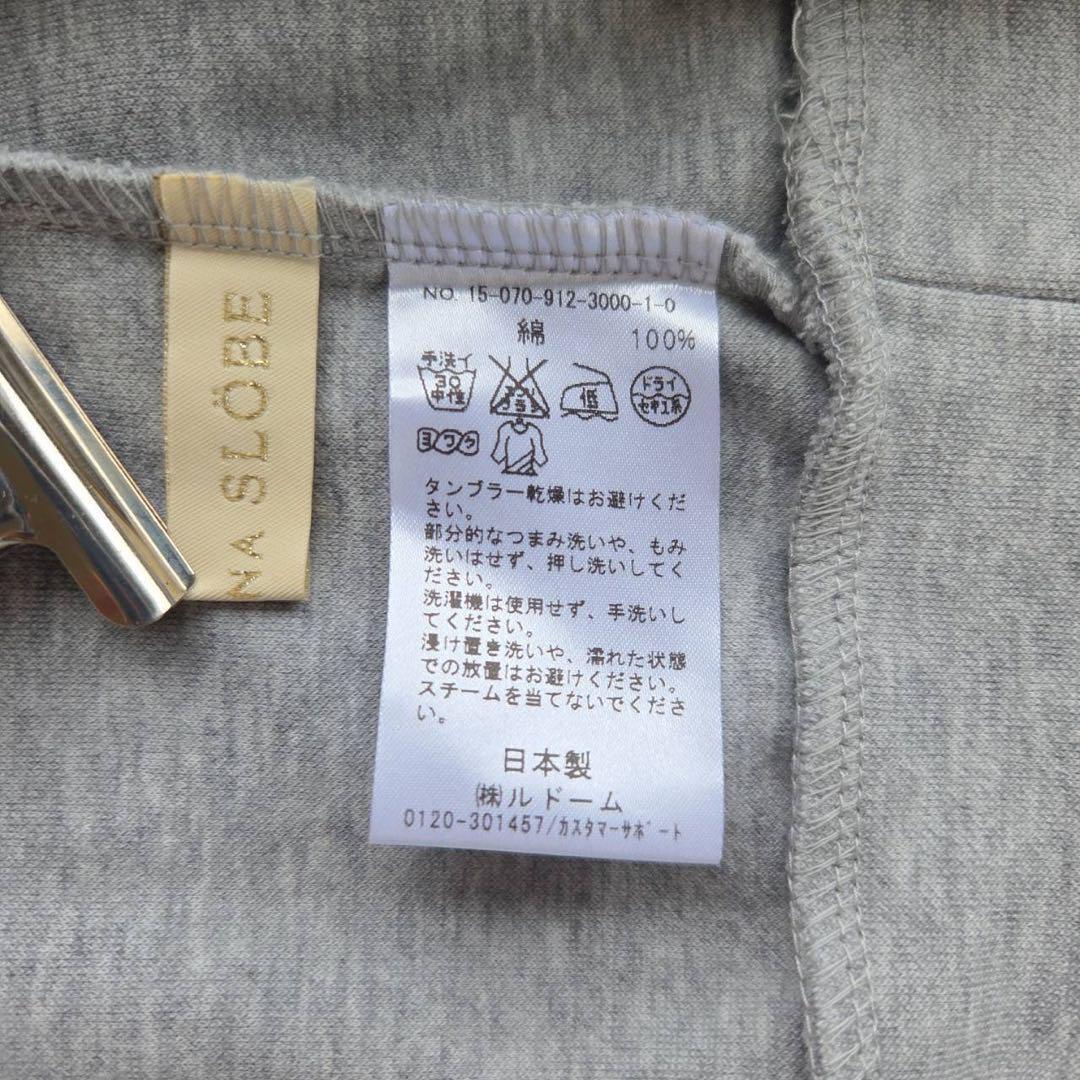 NA SLÖBE
NO. 15-070-912-3000-1-0
綿 100%
手洗イ
30
中性
エンソ
サラシ
低
ドライ
セキユ系
ヨワク
タンブラー乾燥はお避けくだ
さい。
部分的なつまみ洗いや、もみ
洗いはせず、押し洗いしてく
ださい。
洗濯機は使用せず、手洗いし
てください。
浸け置き洗いや、濡れた状態
での放置はお避けください。
スチームを当てないでくださ
い。
日本製
㈱ルドーム
0120-301457/カスタマーサポート